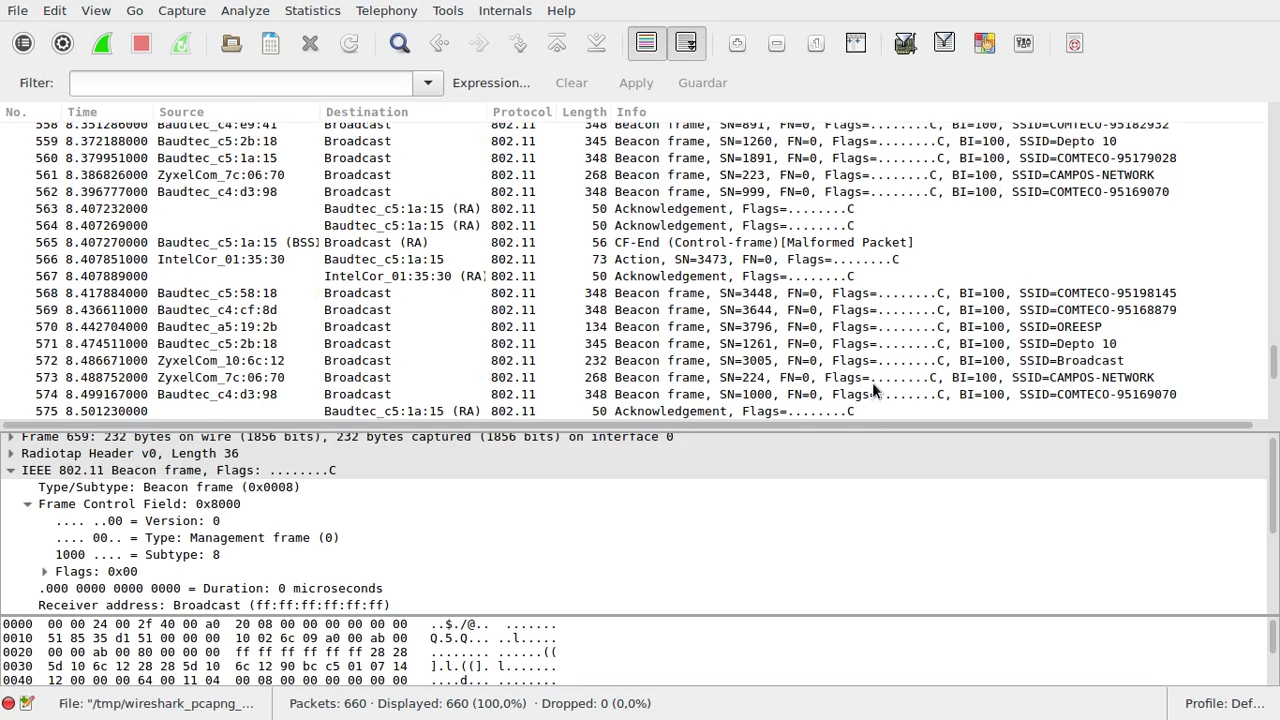 File Edit View Go Capture Analyze Statistics Telephony Tools Internals Help
Filter: Expression... Clear Apply Guardar
No. Time Source Destination Protocol Length Info
558 8.351286000 Baudtec_c4:e9:41 Broadcast 802.11 348 Beacon frame, SN=891, FN=0, Flags=........C, BI=100, SSID=COMTECO-95182932
559 8.372188000 Baudtec_c5:2b:18 Broadcast 802.11 345 Beacon frame, SN=1260, FN=0, Flags=........C, BI=100, SSID=Depto 10
560 8.379951000 Baudtec_c5:1a:15 Broadcast 802.11 348 Beacon frame, SN=1891, FN=0, Flags=........C, BI=100, SSID=COMTECO-95179028
561 8.386826000 ZyxelCom_7c:06:70 Broadcast 802.11 268 Beacon frame, SN=223, FN=0, Flags=........C, BI=100, SSID=CAMPOS-NETWORK
562 8.396777000 Baudtec_c4:d3:98 Broadcast 802.11 348 Beacon frame, SN=999, FN=0, Flags=........C, BI=100, SSID=COMTECO-95169070
563 8.407232000 Baudtec_c5:1a:15 (RA) 802.11 50 Acknowledgement, Flags=........C
564 8.407269000 Baudtec_c5:1a:15 (RA) 802.11 50 Acknowledgement, Flags=........C
565 8.407270000 Baudtec_c5:1a:15 (BSSI Broadcast (RA) 802.11 56 CF-End (Control-frame)[Malformed Packet]
566 8.407851000 IntelCor_01:35:30 Baudtec_c5:1a:15 802.11 73 Action, SN=3473, FN=0, Flags=........C
567 8.407889000 IntelCor_01:35:30 (RA) 802.11 50 Acknowledgement, Flags=........C
568 8.417884000 Baudtec_c5:58:18 Broadcast 802.11 348 Beacon frame, SN=3448, FN=0, Flags=........C, BI=100, SSID=COMTECO-95198145
569 8.436611000 Baudtec_c4:cf:8d Broadcast 802.11 348 Beacon frame, SN=3644, FN=0, Flags=........C, BI=100, SSID=COMTECO-95168879
570 8.442704000 Baudtec_a5:19:2b Broadcast 802.11 134 Beacon frame, SN=3796, FN=0, Flags=........C, BI=100, SSID=OREESP
571 8.474511000 Baudtec_c5:2b:18 Broadcast 802.11 345 Beacon frame, SN=1261, FN=0, Flags=........C, BI=100, SSID=Depto 10
572 8.486671000 ZyxelCom_10:6c:12 Broadcast 802.11 232 Beacon frame, SN=3005, FN=0, Flags=........C, BI=100, SSID=Broadcast
573 8.488752000 ZyxelCom_7c:06:70 Broadcast 802.11 268 Beacon frame, SN=224, FN=0, Flags=........C, BI=100, SSID=CAMPOS-NETWORK
574 8.499167000 Baudtec_c4:d3:98 Broadcast 802.11 348 Beacon frame, SN=1000, FN=0, Flags=........C, BI=100, SSID=COMTECO-95169070
575 8.501230000 Baudtec_c5:1a:15 (RA) 802.11 50 Acknowledgement, Flags=........C
Frame 659: 232 bytes on wire (1856 bits), 232 bytes captured (1856 bits) on interface 0
Radiotap Header v0, Length 36
IEEE 802.11 Beacon frame, Flags: ........C
Type/Subtype: Beacon frame (0x0008)
Frame Control Field: 0x8000
.... ..00 = Version: 0
.... 00.. = Type: Management frame (0)
1000 .... = Subtype: 8
Flags: 0x00
.000 0000 0000 0000 = Duration: 0 microseconds
Receiver address: Broadcast (ff:ff:ff:ff:ff:ff)
0000 00 00 24 00 2f 40 00 a0 20 08 00 00 00 00 00 00 ..$./@.. .......
0010 51 85 35 d1 51 00 00 00 10 02 6c 09 a0 00 ab 00 Q.5.Q... ..l.....
0020 00 00 ab 00 80 00 00 00 ff ff ff ff ff ff 28 28 ........ ......((
0030 5d 10 6c 12 28 28 5d 10 6c 12 90 bc c5 01 07 14 ].l.((]. l.......
0040 12 00 00 00 64 00 11 04 00 08 00 00 00 00 00 00 ....d... ........
File: "/tmp/wireshark_pcapng_... Packets: 660 · Displayed: 660 (100,0%) · Dropped: 0 (0,0%) Profile: Def...